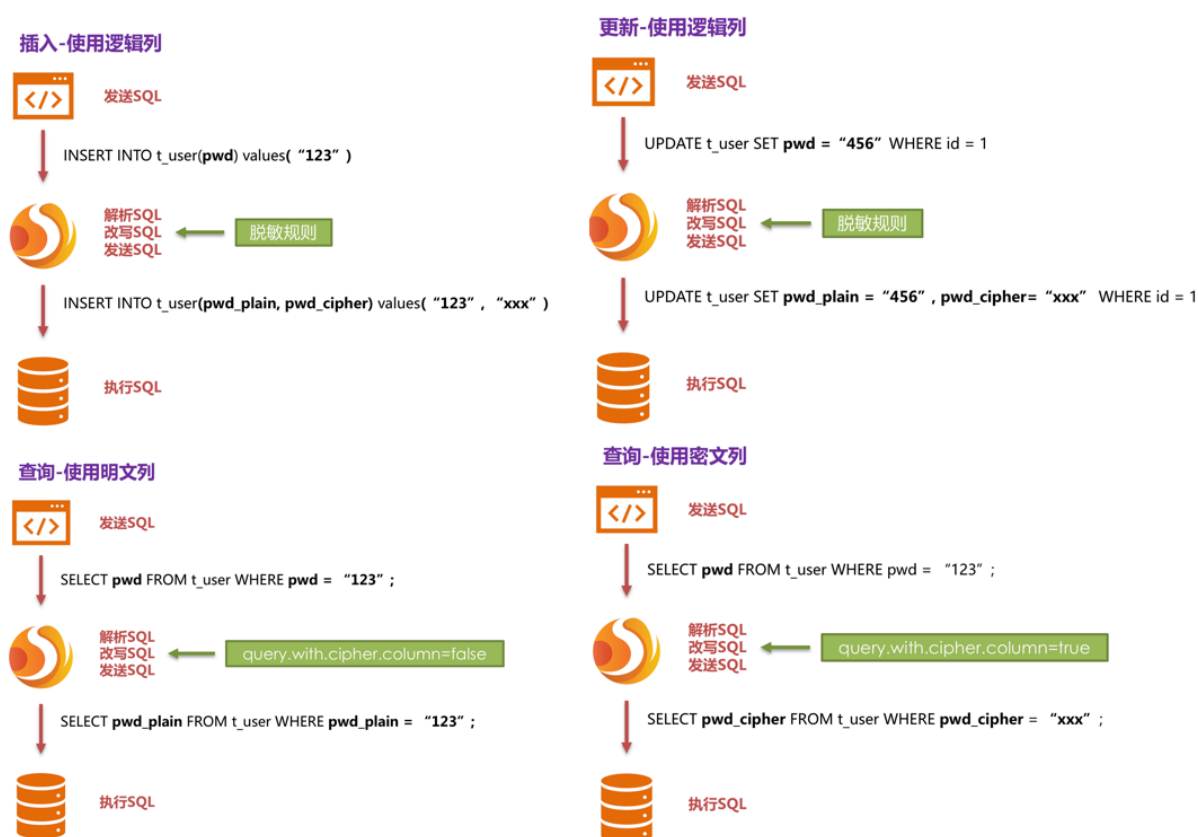 插入-使用逻辑列
发送SQL
INSERT INTO t_user(pwd) values(“123”)
解析SQL
改写SQL
发送SQL
脱敏规则
INSERT INTO t_user(pwd_plain, pwd_cipher) values(“123”, “xxx”)
执行SQL
更新-使用逻辑列
发送SQL
UPDATE t_user SET pwd = “456” WHERE id = 1
解析SQL
改写SQL
发送SQL
脱敏规则
UPDATE t_user SET pwd_plain = “456”, pwd_cipher= “xxx” WHERE id = 1
执行SQL
查询-使用明文列
发送SQL
SELECT pwd FROM t_user WHERE pwd = “123”;
解析SQL
改写SQL
发送SQL
query.with.cipher.column=false
SELECT pwd_plain FROM t_user WHERE pwd_plain = “123”;
执行SQL
查询-使用密文列
发送SQL
SELECT pwd FROM t_user WHERE pwd = “123”;
解析SQL
改写SQL
发送SQL
query.with.cipher.column=true
SELECT pwd_cipher FROM t_user WHERE pwd_cipher = “xxx”;
执行SQL